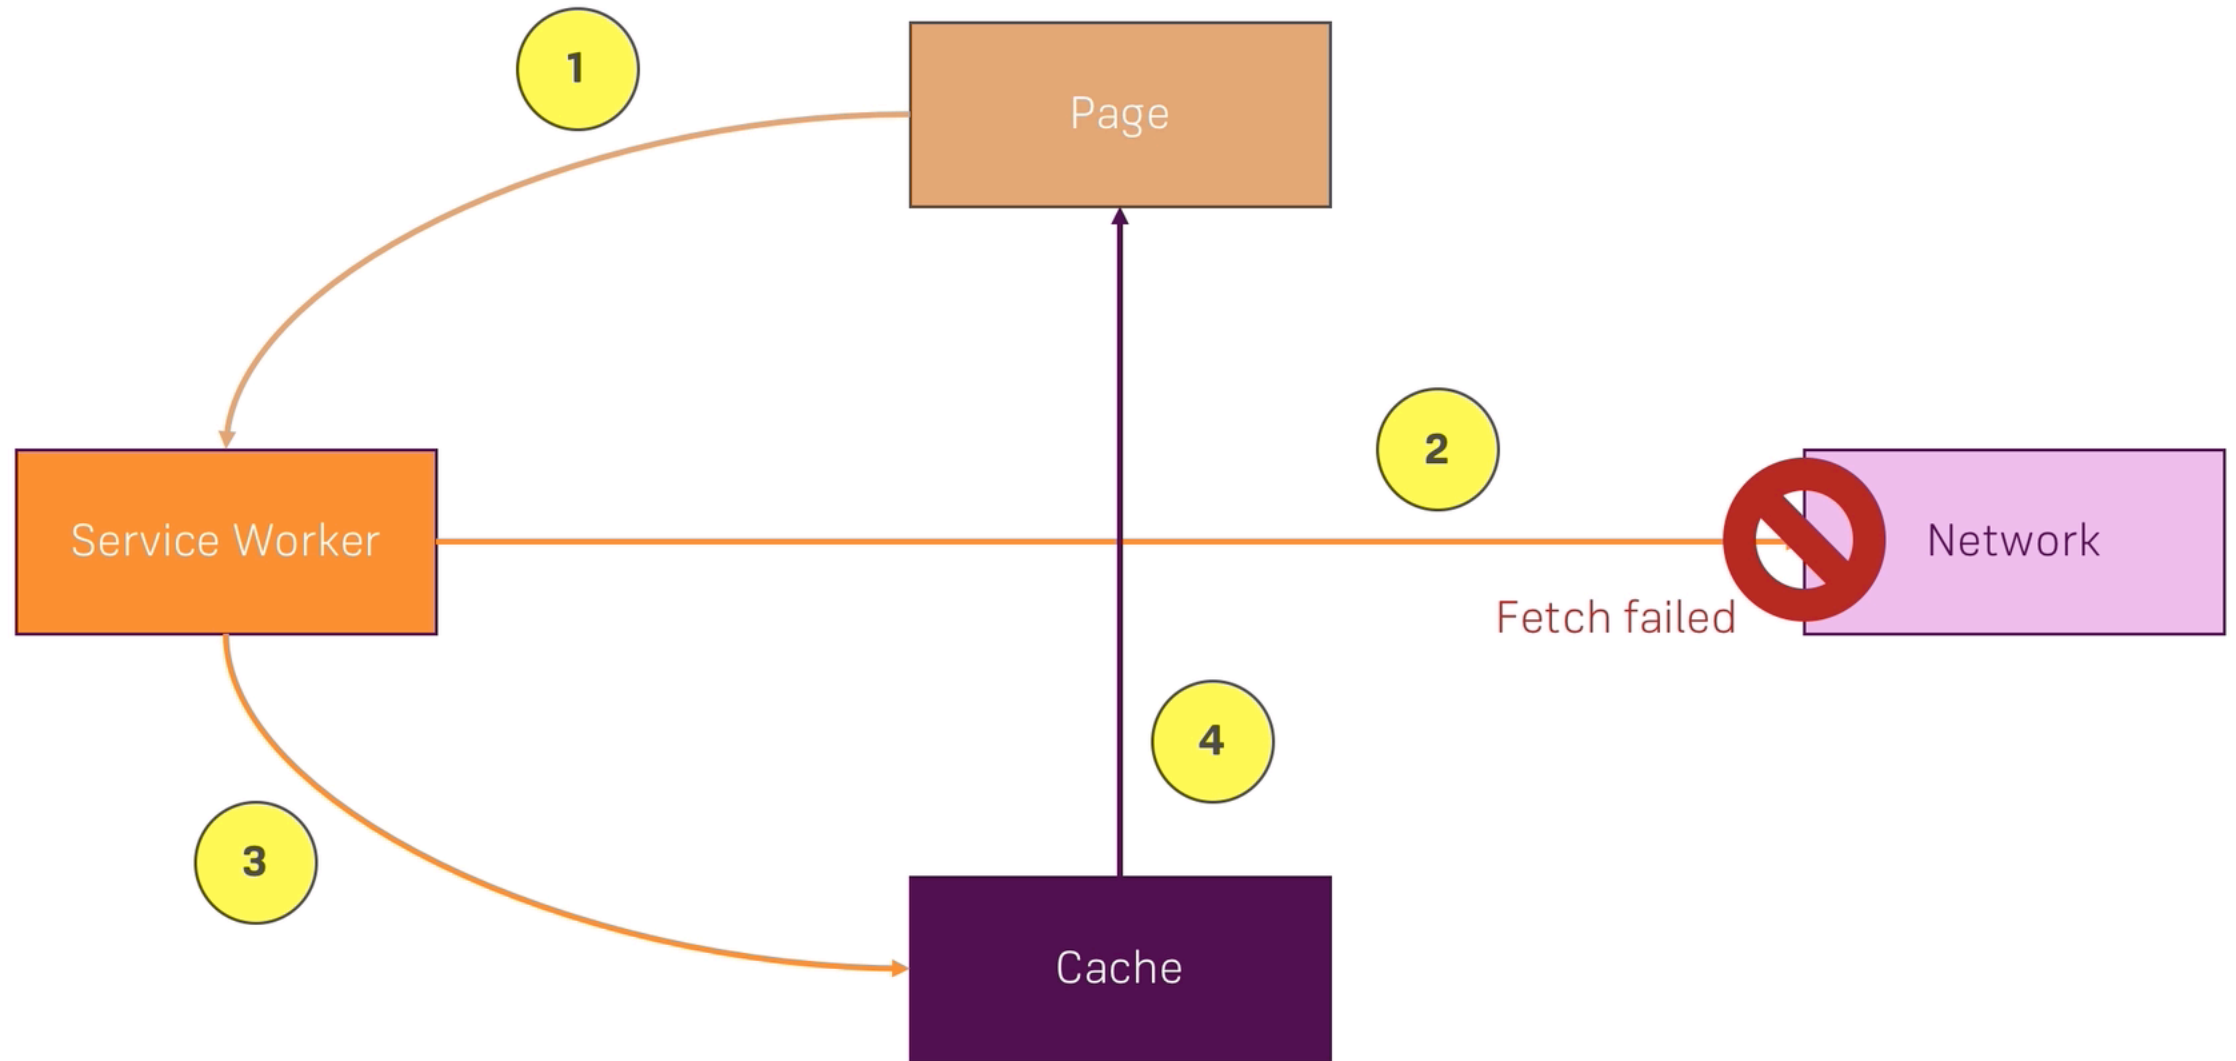 1
Page
2
Service Worker
Network
Fetch failed
4
3
Cache